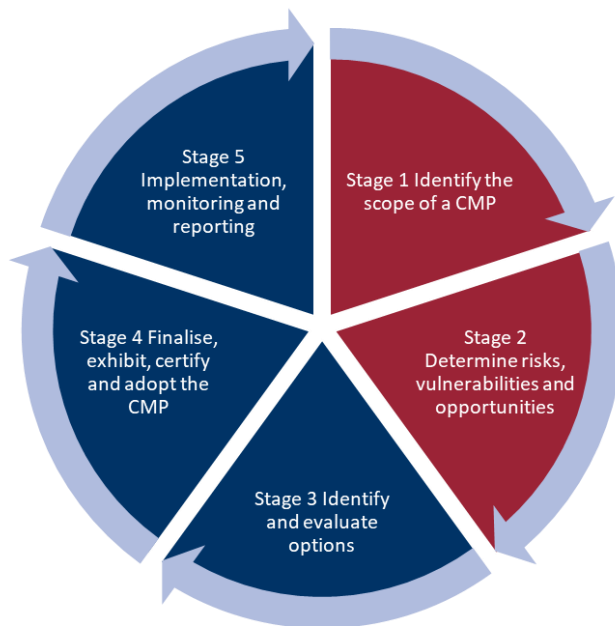 Stage 1 Identify the
scope of a CMP
Stage 2
Determine risks,
vulnerabilities and
opportunities
Stage 3 Identify
and evaluate
options
Stage 4 Finalise,
exhibit, certify
and adopt the
CMP
Stage 5
Implementation,
monitoring and
reporting